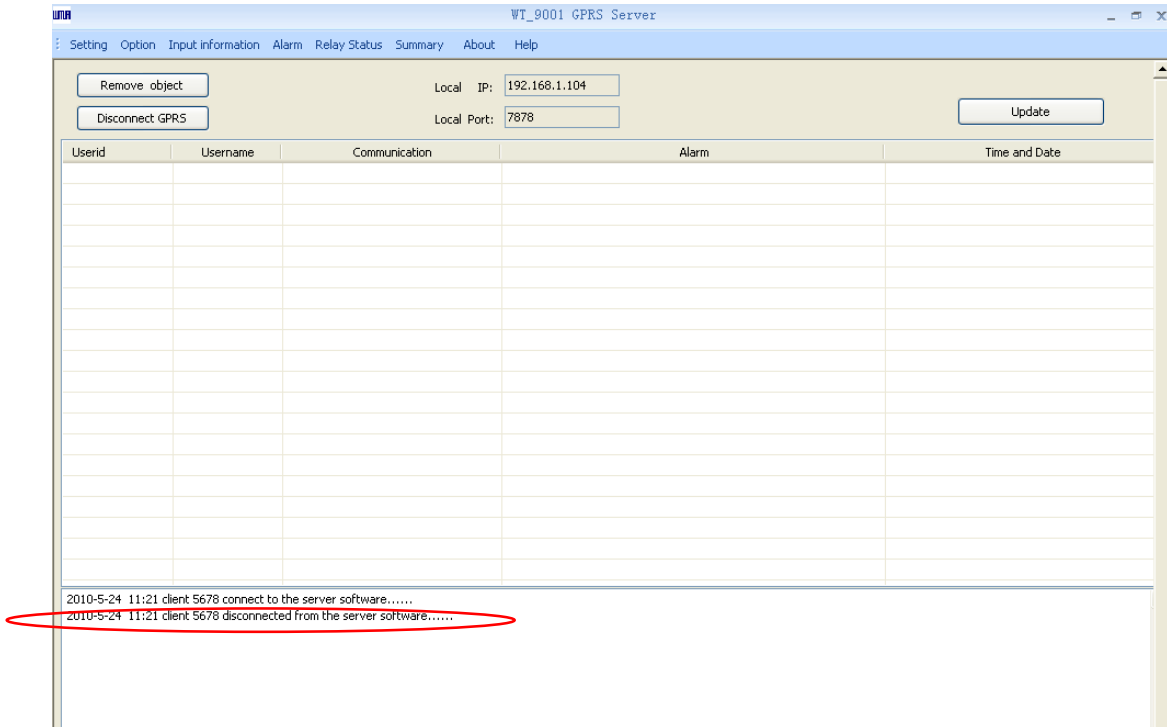 WT_9001 GPRS Server
Setting Option Input information Alarm Relay Status Summary About Help
Remove object Local IP: 192.168.1.104
Disconnect GPRS Local Port: 7878 Update
Userid Username Communication Alarm Time and Date
2010-5-24 11:21 client 5678 connect to the server software......
2010-5-24 11:21 client 5678 disconnected from the server software......